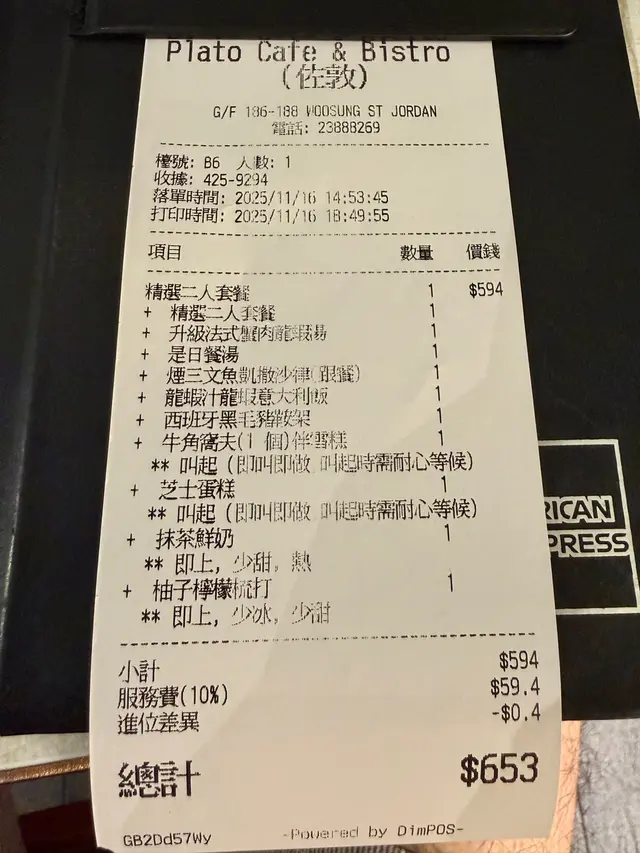 Plato Cafe & Bistro
(佐敦)
G/F 186-188 WOOSUNG ST JORDAN
電話: 23888269
檯號: B6 人數: 1
收據: 425-9294
落單時間: 2025/11/16 14:53:45
打印時間: 2025/11/16 18:49:55
項目 數量 價錢
精選二人套餐 1 $594
+ 精選二人套餐 1
+ 升級法式蟹肉龍蝦湯 1
+ 是日餐湯 1
+ 煙三文魚凱撒沙律(跟餐) 1
+ 龍蝦汁龍蝦意大利飯 1
+ 西班牙黑毛豬鞍架 1
+ 牛角窩夫(1 個)伴雪糕 1
** 叫起 (即叫即做 叫起時需耐心等候)
+ 芝士蛋糕 1
** 叫起 (即叫即做 叫起時需耐心等候)
+ 抹茶鮮奶 1
** 即上, 少甜, 熱
+ 柚子檸檬梳打 1
** 即上, 少冰, 少甜
小計 $594
服務費(10%) $59.4
進位差異 -$0.4
總計 $653
GB2Dd57Wy -Powered by DimPOS-
RICAN
PRESS